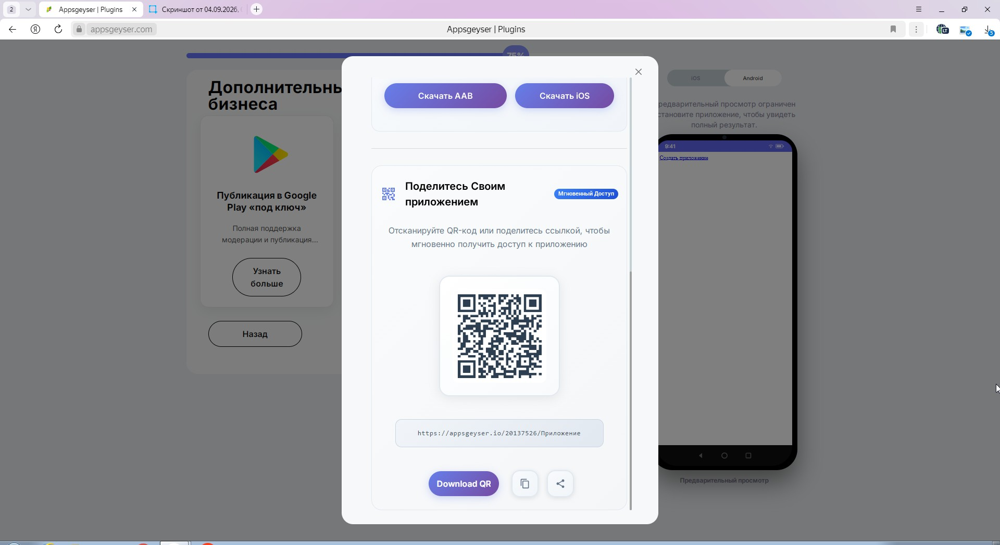 2
Appsgeyser | Plugins
Скриншот от 04.09.2026,
appsgeyser.com
Appsgeyser | Plugins
LT
5
75%
Дополнительны
бизнеса
Публикация в Google
Play «под ключ»
Полная поддержка
модерации и публикация...
Узнать
больше
Назад
Скачать AAB
Скачать iOS
Поделитесь Своим
приложением
Мгновенный Доступ
Отсканируйте QR-код или поделитесь ссылкой, чтобы
мгновенно получить доступ к приложению
https://appsgeyser.io/20137526/Приложение
Download QR
iOS
Android
редварительный просмотр ограничен
становите приложение, чтобы увидеть
полный результат.
9:41
Создать приложение
Предварительный просмотр